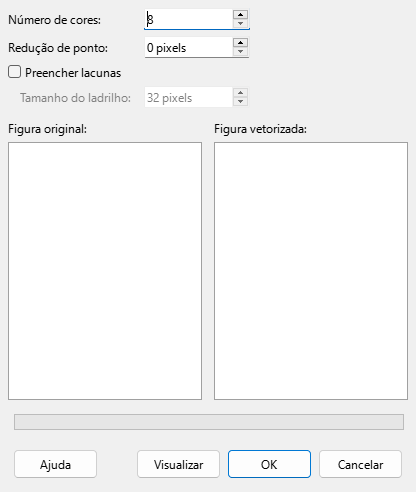 Número de cores: 8
Redução de ponto: 0 pixels
Preencher lacunas
Tamanho do ladrilho: 32 pixels
Figura original: Figura vetorizada:
Ajuda Visualizar OK Cancelar